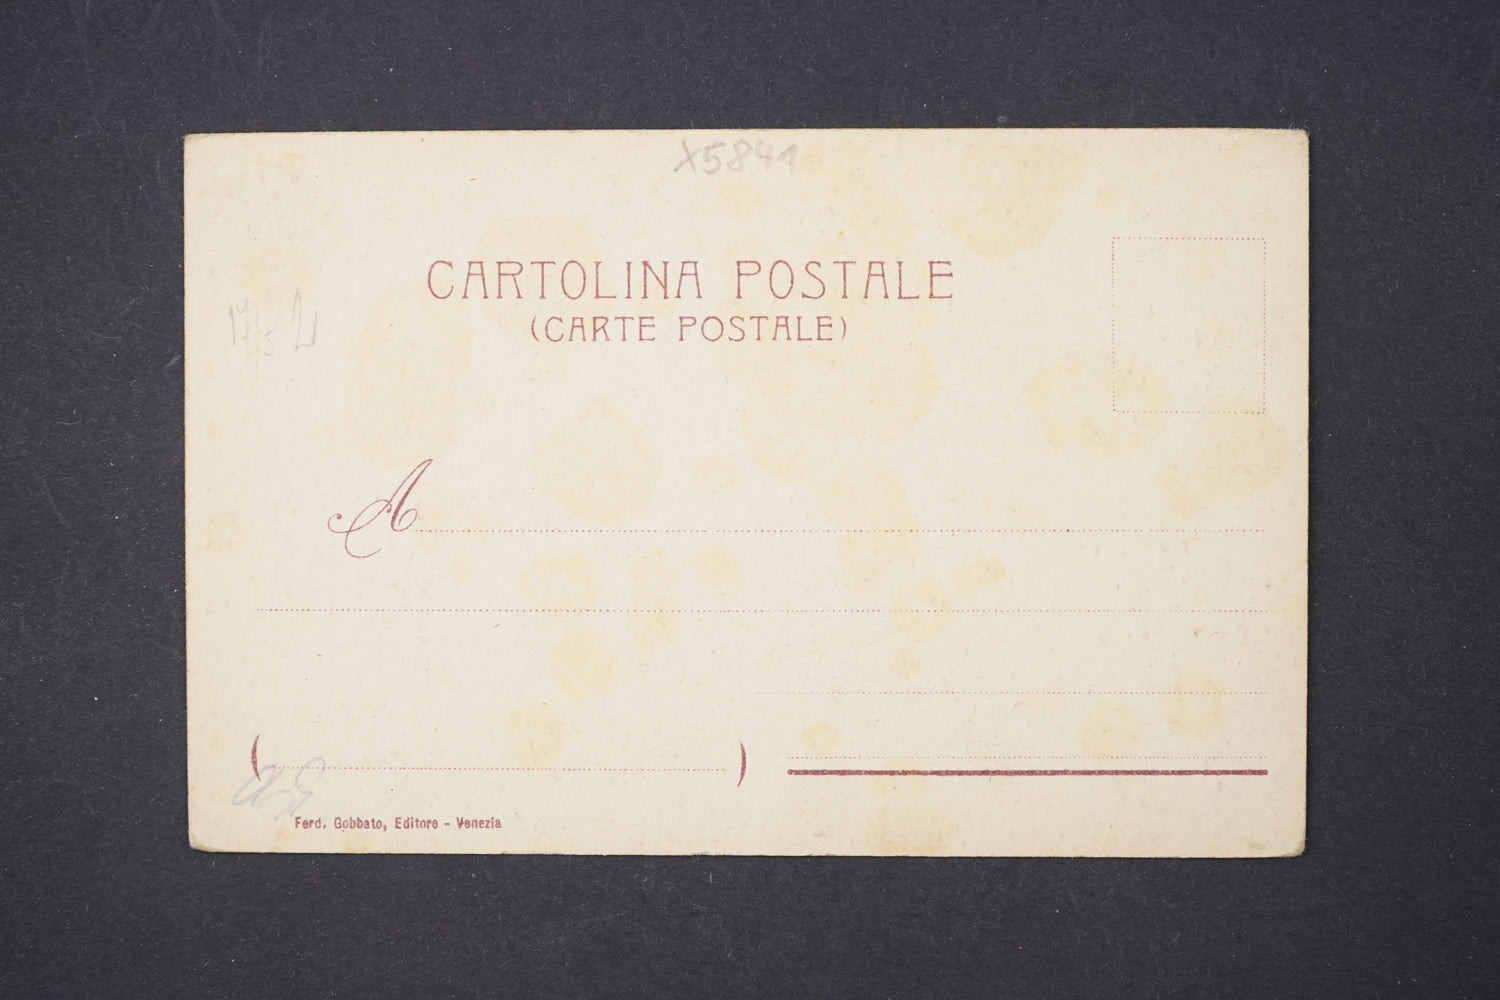 X5841
CARTOLINA POSTALE
(CARTE POSTALE)
A
( )
Ferd. Gobbato, Editore - Venezia